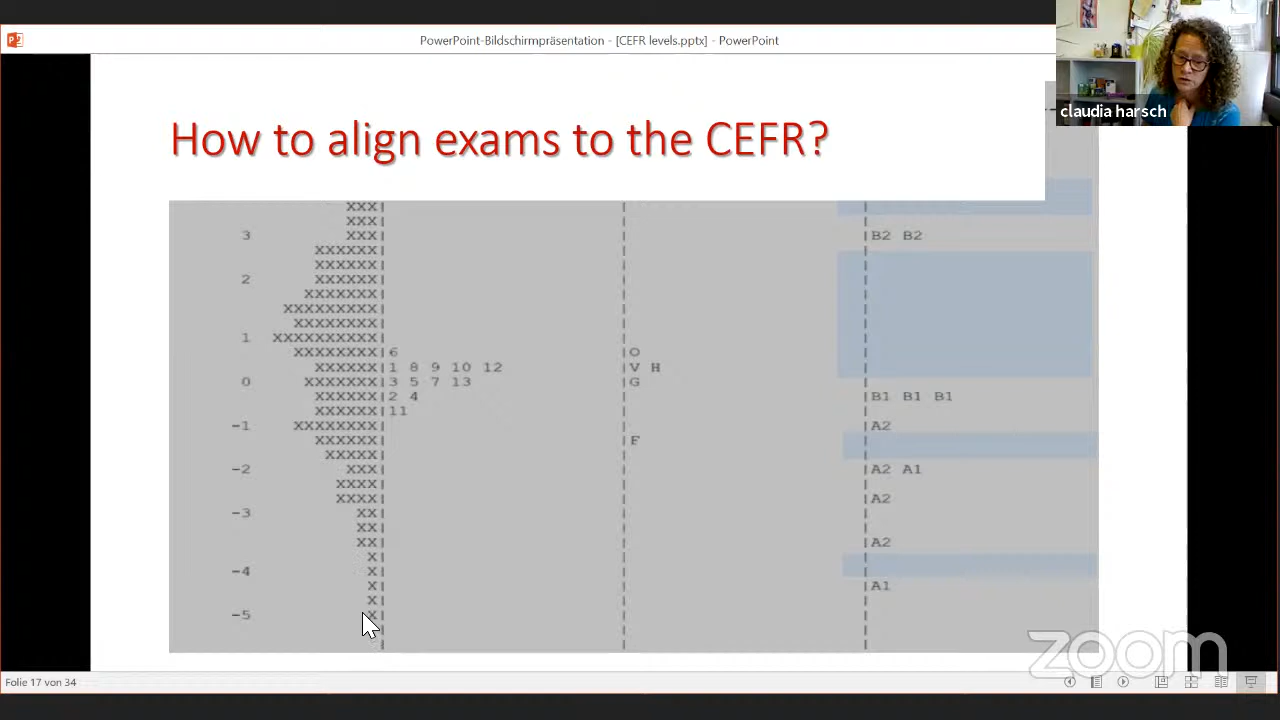 PowerPoint-Bildschirmpräsentation - [CEFR levels.pptx] - PowerPoint
claudia harsch
How to align exams to the CEFR?
XXX|
XXX|
3 XXX| | | B2 B2
XXXXXX|
XXXXXX|
2 XXXXXX|
XXXXXXX|
XXXXXXXXX|
XXXXXXXX|
1 XXXXXXXXXX|
XXXXXXXX|6 |O
XXXXXX|1 8 9 10 12 |V H
0 XXXXXXX|3 5 7 13 |G
XXXXXX|2 4 | |B1 B1 B1
XXXXXX|11
-1 XXXXXXXX| | |A2
XXXXXX| |F
XXXXX|
-2 XXX| | |A2 A1
XXXX|
XXXX| | |A2
-3 XX|
XX|
XX| | |A2
X|
-4 X|
X| | |A1
X|
-5 X|
zoom
Folie 17 von 34